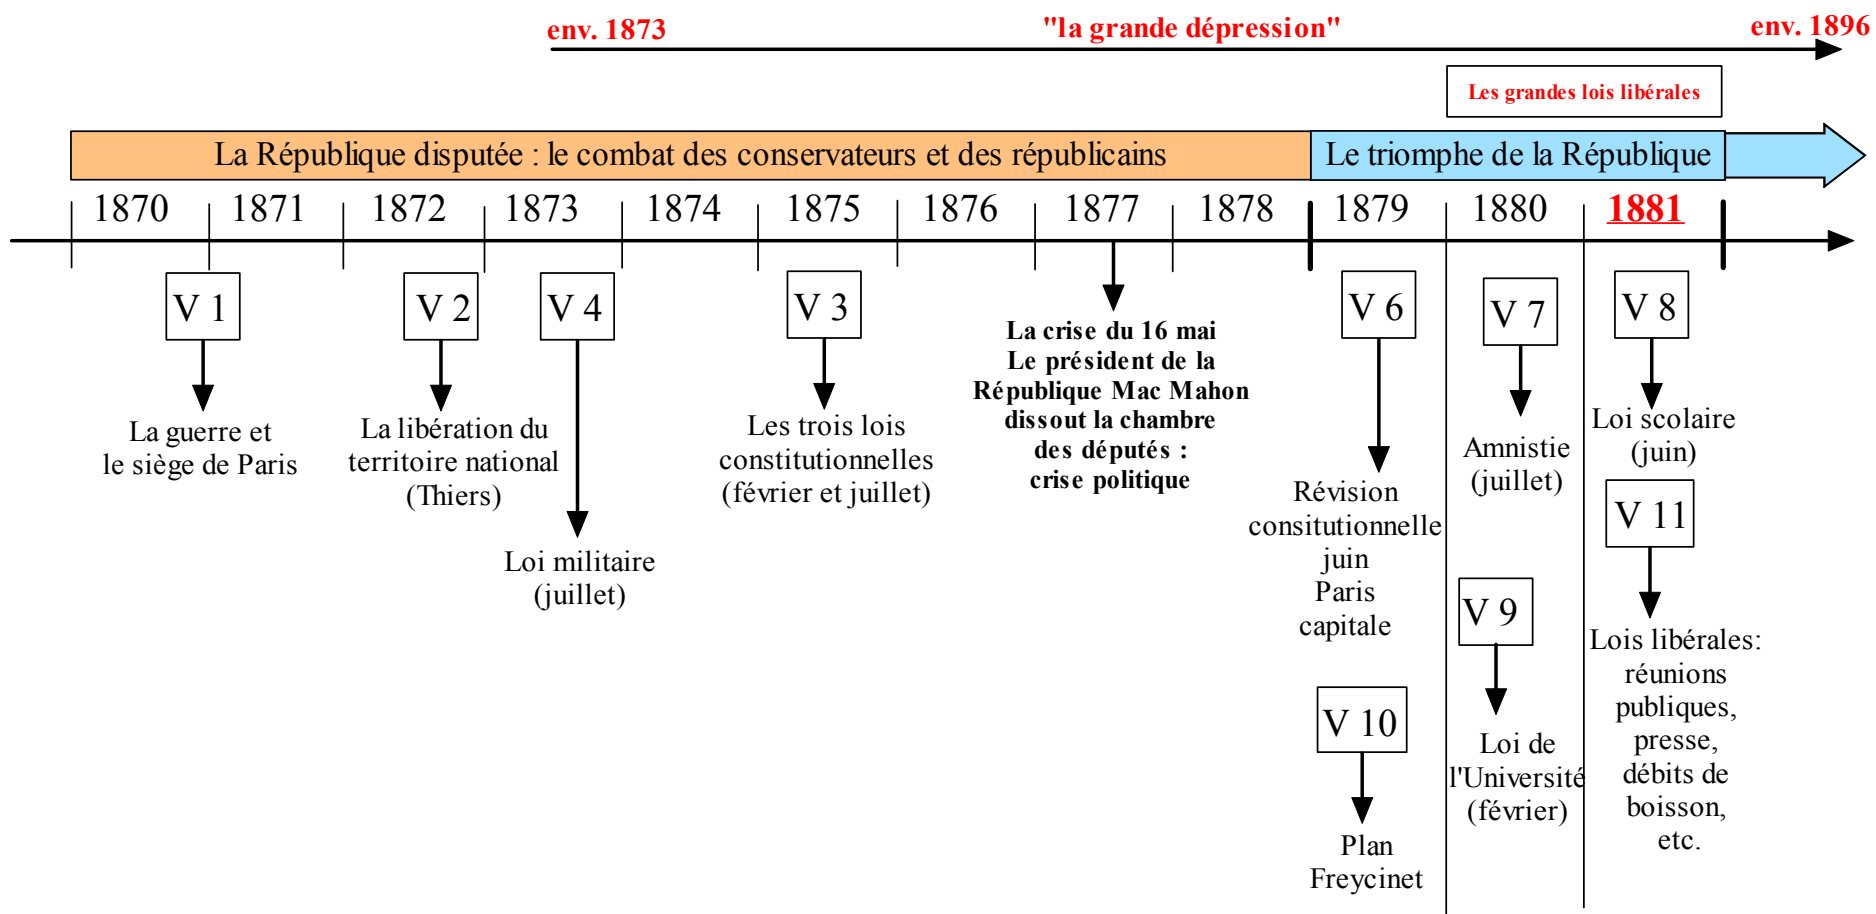 env. 1873
"la grande dépression"
env. 1896
Les grandes lois libérales
La République disputée : le combat des conservateurs et des républicains
Le triomphe de la République
1870
1871
1872
1873
1874
1875
1876
1877
1878
1879
1880
1881
V 1
La guerre et
le siège de Paris
V 2
La libération du
territoire national
(Thiers)
V 4
Loi militaire
(juillet)
V 3
Les trois lois
constitutionnelles
(février et juillet)
La crise du 16 mai
Le président de la
République Mac Mahon
dissout la chambre
des députés :
crise politique
V 6
Révision
consitutionnelle
juin
Paris
capitale
V 10
Plan
Freycinet
V 7
Amnistie
(juillet)
V 9
Loi de
l'Université
(février)
V 8
Loi scolaire
(juin)
V 11
Lois libérales:
réunions
publiques,
presse,
débits de
boisson,
etc.